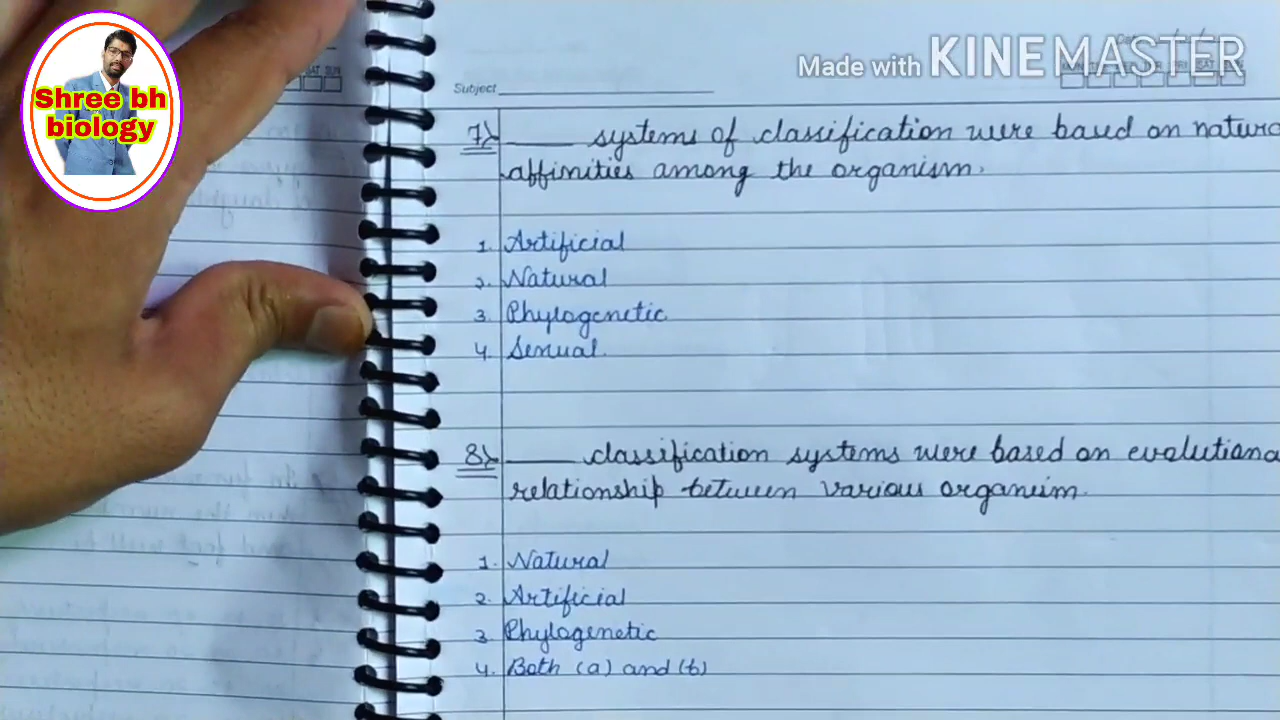 Shree bh
biology
Made with KINEMASTER
SAT SUN
Subject
7) ____ systems of classification were based on natura
affinities among the organism.
1. Artificial
2. Natural
3. Phylogenetic
4. Sexual.
8) ____ classification systems were based on evolutiona
relationship between various organism.
1. Natural
2. Artificial
3. Phylogenetic
4. Both (a) and (b)